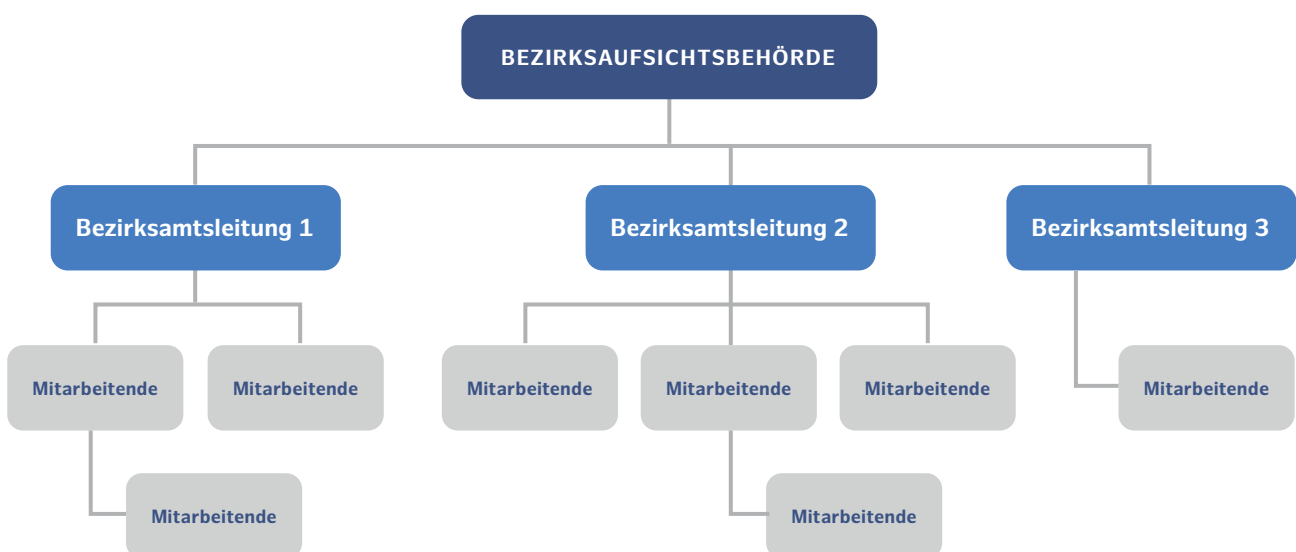 BEZIRKSAUFSICHTSBEHÖRDE
Bezirksamtsleitung 1
Bezirksamtsleitung 2
Bezirksamtsleitung 3
Mitarbeitende
Mitarbeitende
Mitarbeitende
Mitarbeitende
Mitarbeitende
Mitarbeitende
Mitarbeitende
Mitarbeitende